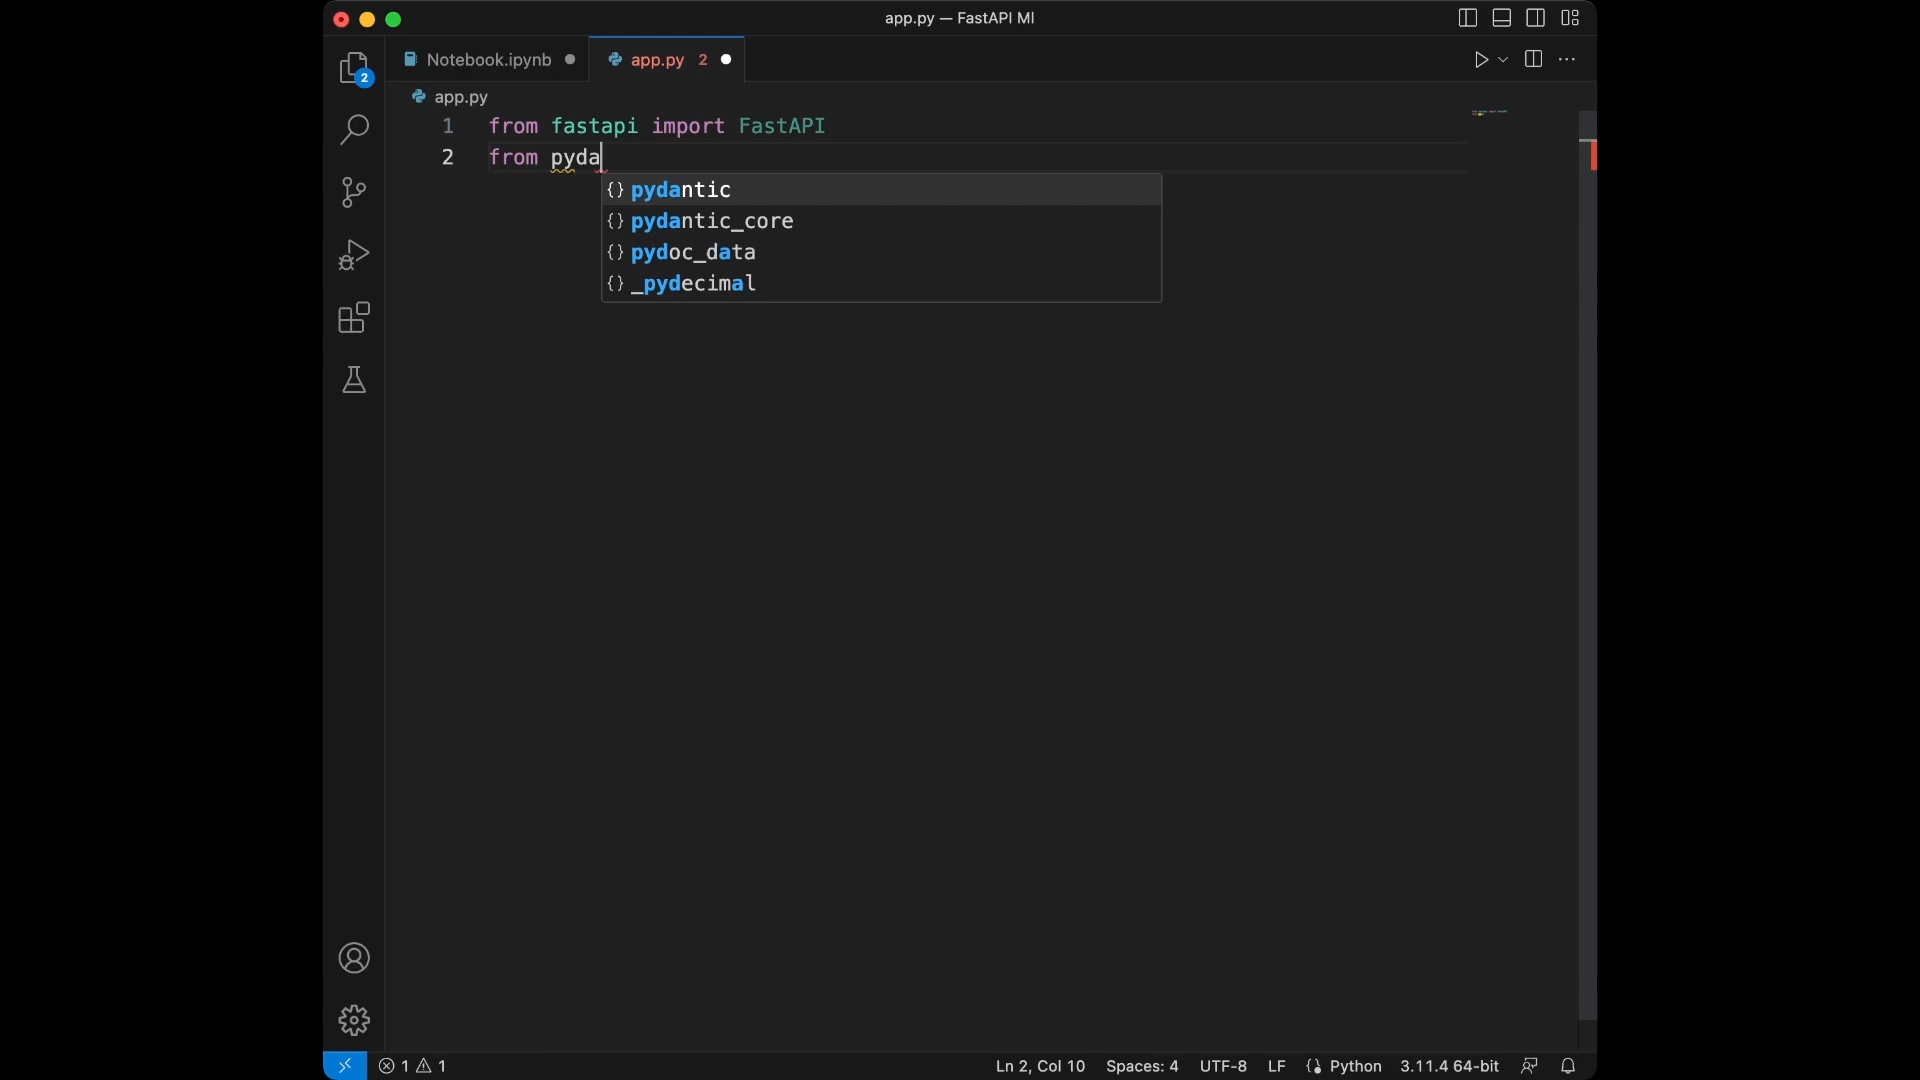 app.py — FastAPI MI
2
Notebook.ipynb
app.py 2
app.py
1 from fastapi import FastAPI
2 from pyda
{} pydantic
{} pydantic_core
{} pydoc_data
{} _pydecimal
1 1
Ln 2, Col 10 Spaces: 4 UTF-8 LF Python 3.11.4 64-bit